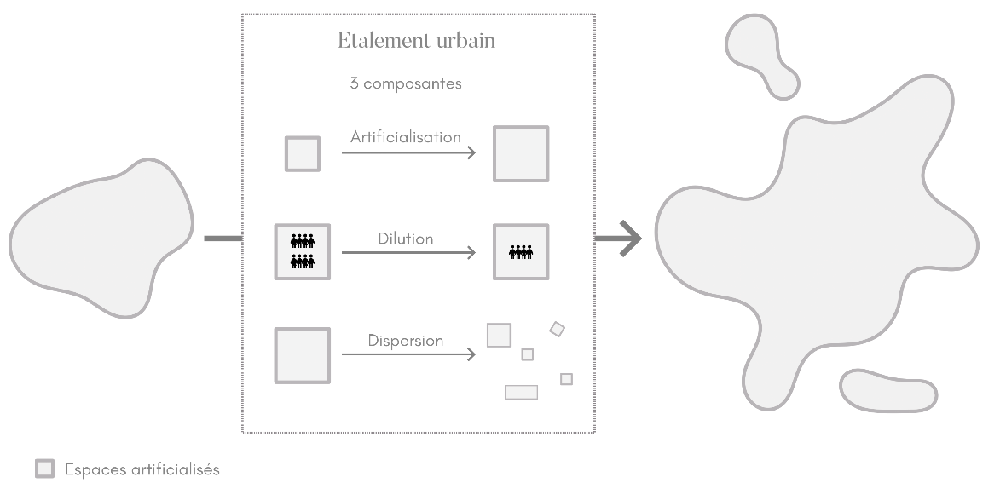 Etalement urbain
3 composantes
Artificialisation
Dilution
Dispersion
Espaces artificialisés